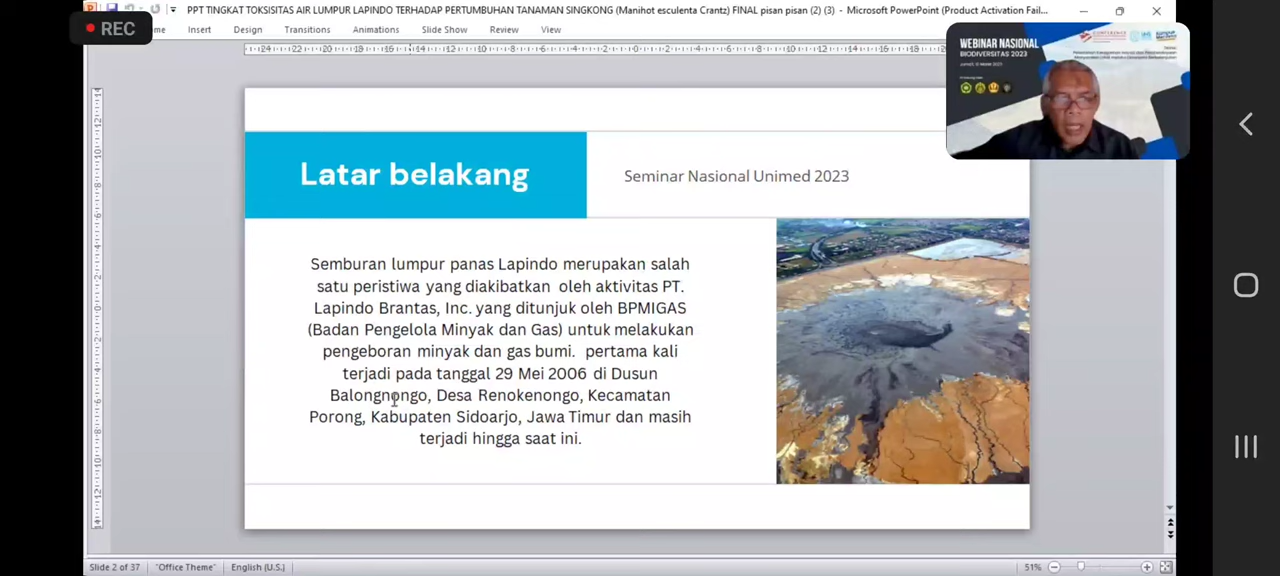 PPT TINGKAT TOKSISITAS AIR LUMPUR LAPINDO TERHADAP PERTUMBUHAN TANAMAN SINGKONG (Manihot esculenta Crantz) FINAL pisan pisan (2) (3) - Microsoft PowerPoint (Product Activation Fail...
REC
me Insert Design Transitions Animations Slide Show Review View
WEBINAR NASIONAL
BIODIVERSITAS 2023
Latar belakang
Seminar Nasional Unimed 2023
Semburan lumpur panas Lapindo merupakan salah
satu peristiwa yang diakibatkan oleh aktivitas PT.
Lapindo Brantas, Inc. yang ditunjuk oleh BPMIGAS
(Badan Pengelola Minyak dan Gas) untuk melakukan
pengeboran minyak dan gas bumi. pertama kali
terjadi pada tanggal 29 Mei 2006 di Dusun
Balongnongo, Desa Renokenongo, Kecamatan
Porong, Kabupaten Sidoarjo, Jawa Timur dan masih
terjadi hingga saat ini.
Slide 2 of 37 "Office Theme" English (U.S.) 51%